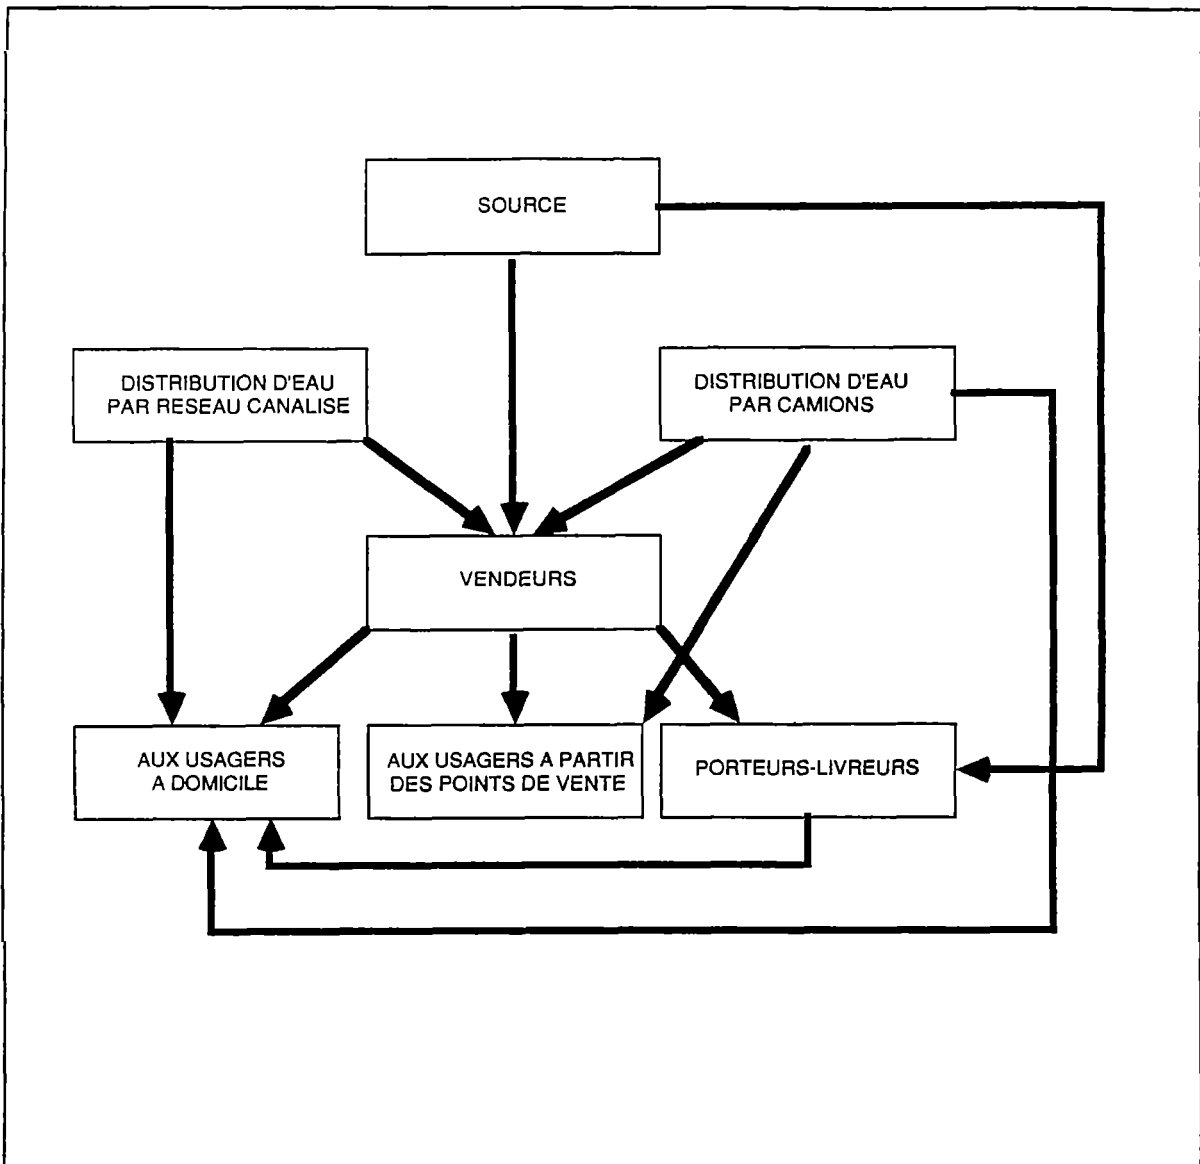 SOURCE
DISTRIBUTION D'EAU
PAR RESEAU CANALISE
DISTRIBUTION D'EAU
PAR CAMIONS
VENDEURS
AUX USAGERS
A DOMICILE
AUX USAGERS A PARTIR
DES POINTS DE VENTE
PORTEURS-LIVREURS